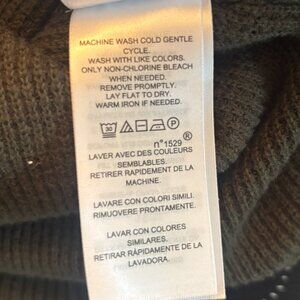 MACHINE WASH COLD GENTLE
CYCLE.
WASH WITH LIKE COLORS.
ONLY NON-CHLORINE BLEACH
WHEN NEEDED.
REMOVE PROMPTLY.
LAY FLAT TO DRY.
WARM IRON IF NEEDED.
30 P
n°1529 ®
LAVER AVEC DES COULEURS
SEMBLABLES.
RETIRER RAPIDEMENT DE LA
MACHINE.
LAVARE CON COLORI SIMILI.
RIMUOVERE PRONTAMENTE.
LAVAR CON COLORES
SIMILARES.
RETIRAR RÁPIDAMENTE DE LA
LAVADORA.